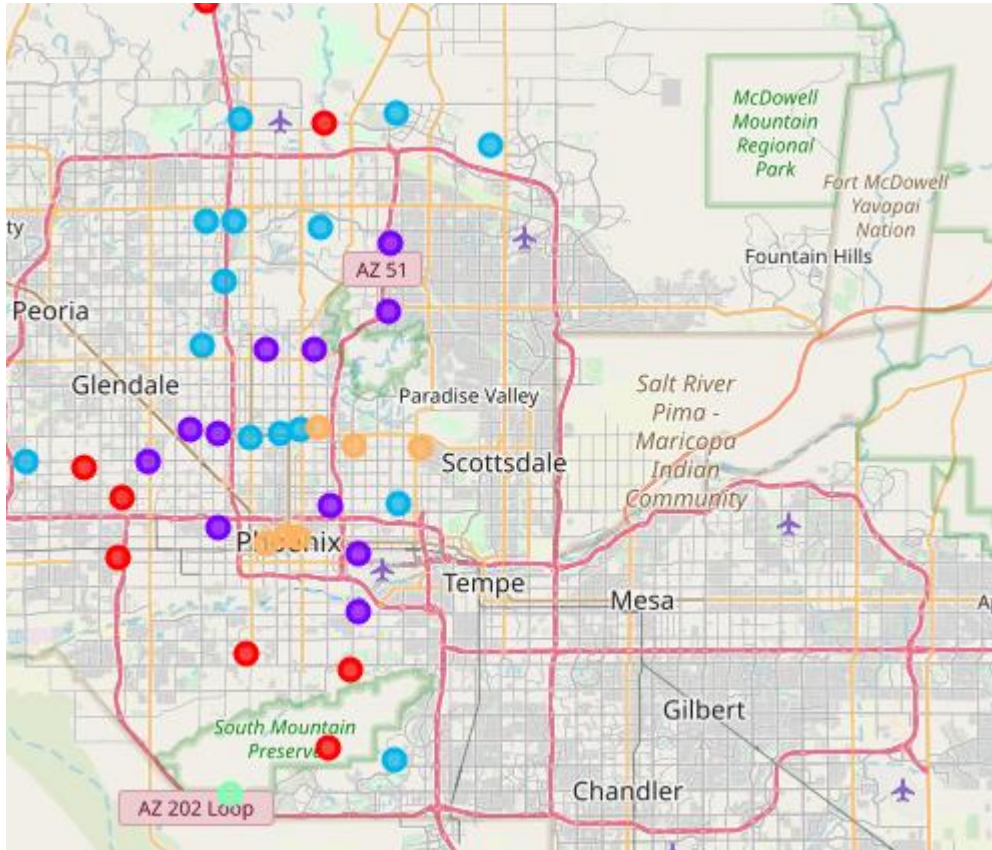 McDowell
Mountain
Regional
Park
Fort McDowell
Yavapai
Nation
ty
Fountain Hills
AZ 51
Peoria
Glendale
Paradise Valley
Salt River
Pima -
Maricopa
Indian
Community
Scottsdale
Phoenix
Tempe
Mesa
Ap
Gilbert
South Mountain
Preserve
Chandler
AZ 202 Loop